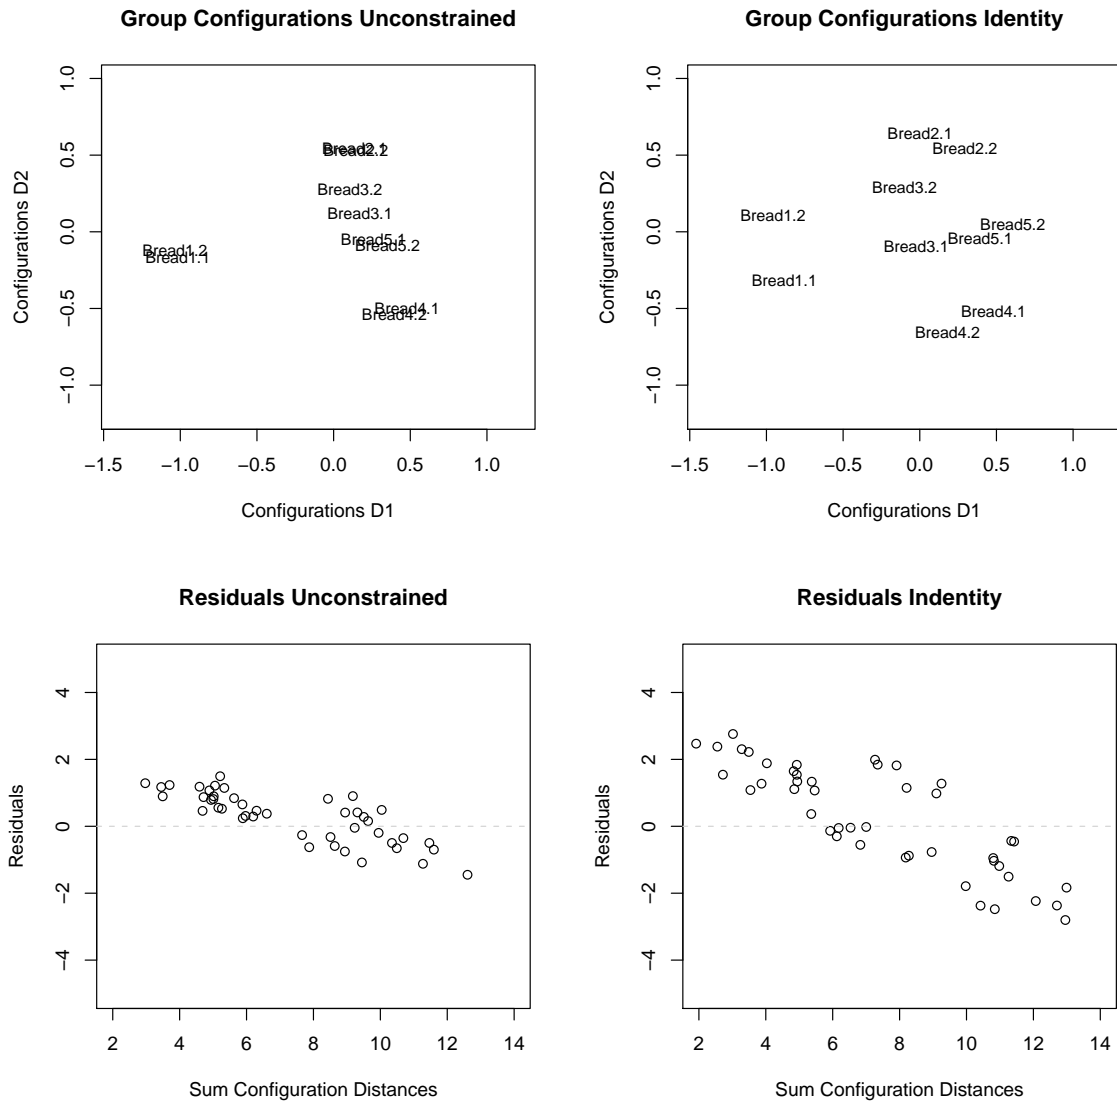 Group Configurations Unconstrained
1.0
0.5
0.0
−0.5
−1.0
Configurations D2
Bread2.1
Bread2.2
Bread3.2
Bread3.1
Bread5.1
Bread5.2
Bread1.2
Bread1.1
Bread4.1
Bread4.2
−1.5 −1.0 −0.5 0.0 0.5 1.0
Configurations D1
Group Configurations Identity
1.0
0.5
0.0
−0.5
−1.0
Configurations D2
Bread2.1
Bread2.2
Bread3.2
Bread1.2
Bread5.2
Bread5.1
Bread3.1
Bread1.1
Bread4.1
Bread4.2
−1.5 −1.0 −0.5 0.0 0.5 1.0
Configurations D1
Residuals Unconstrained
4
2
0
−2
−4
Residuals
2 4 6 8 10 12 14
Sum Configuration Distances
Residuals Indentity
4
2
0
−2
−4
Residuals
2 4 6 8 10 12 14
Sum Configuration Distances